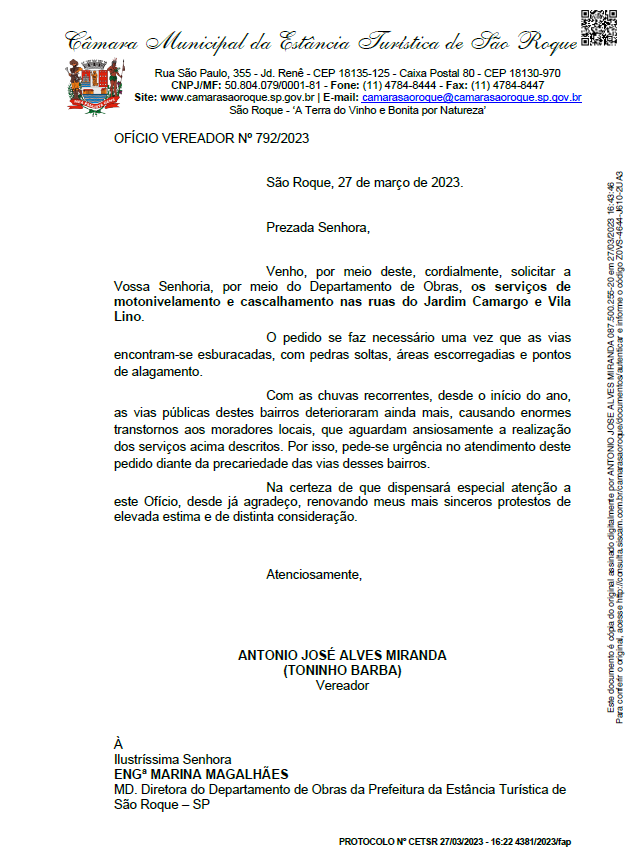 Câmara Municipal da Estância Turística de São Roque
Rua São Paulo, 355 - Jd. Renê - CEP 18135-125 - Caixa Postal 80 - CEP 18130-970
CNPJ/MF: 50.804.079/0001-81 - Fone: (11) 4784-8444 - Fax: (11) 4784-8447
Site: www.camarasaoroque.sp.gov.br | E-mail: camarasaoroque@camarasaoroque.sp.gov.br
São Roque - 'A Terra do Vinho e Bonita por Natureza'
OFÍCIO VEREADOR Nº 792/2023
São Roque, 27 de março de 2023.
Prezada Senhora,
Venho, por meio deste, cordialmente, solicitar a
Vossa Senhoria, por meio do Departamento de Obras, os serviços de
motonivelamento e cascalhamento nas ruas do Jardim Camargo e Vila
Lino.
O pedido se faz necessário uma vez que as vias
encontram-se esburacadas, com pedras soltas, áreas escorregadias e pontos
de alagamento.
Com as chuvas recorrentes, desde o início do ano,
as vias públicas destes bairros deterioraram ainda mais, causando enormes
transtornos aos moradores locais, que aguardam ansiosamente a realização
dos serviços acima descritos. Por isso, pede-se urgência no atendimento deste
pedido diante da precariedade das vias desses bairros.
Na certeza de que dispensará especial atenção a
este Ofício, desde já agradeço, renovando meus mais sinceros protestos de
elevada estima e de distinta consideração.
Atenciosamente,
ANTONIO JOSÉ ALVES MIRANDA
(TONINHO BARBA)
Vereador
À
Ilustríssima Senhora
ENGª MARINA MAGALHÃES
MD. Diretora do Departamento de Obras da Prefeitura da Estância Turística de
São Roque – SP
PROTOCOLO Nº CETSR 27/03/2023 - 16:22 4381/2023/fap
Este documento é cópia do original assinado digitalmente por ANTONIO JOSE ALVES MIRANDA 087.500.255-20 em 27/03/2023 16:43:46
Para conferir o original, acesse http://consulta.siscam.com.br/camarasaoroque/documentos/autenticar e informe o código Z0VS-4644-J610-2UA3